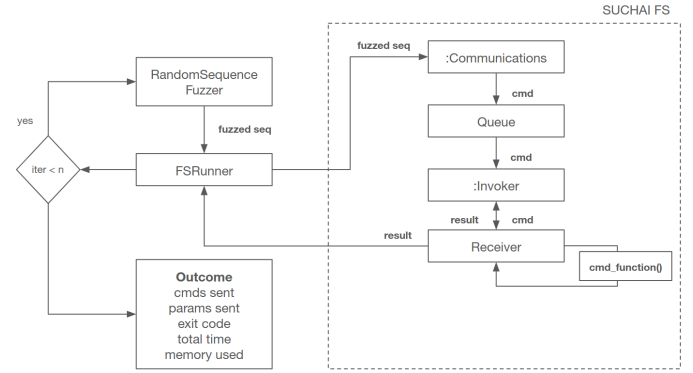 SUCHAI FS
fuzzed seq
:Communications
RandomSequence
Fuzzer
cmd
yes
fuzzed seq
Queue
cmd
iter < n
FSRunner
:Invoker
result
cmd
result
Receiver
cmd_function()
Outcome
cmds sent
params sent
exit code
total time
memory used